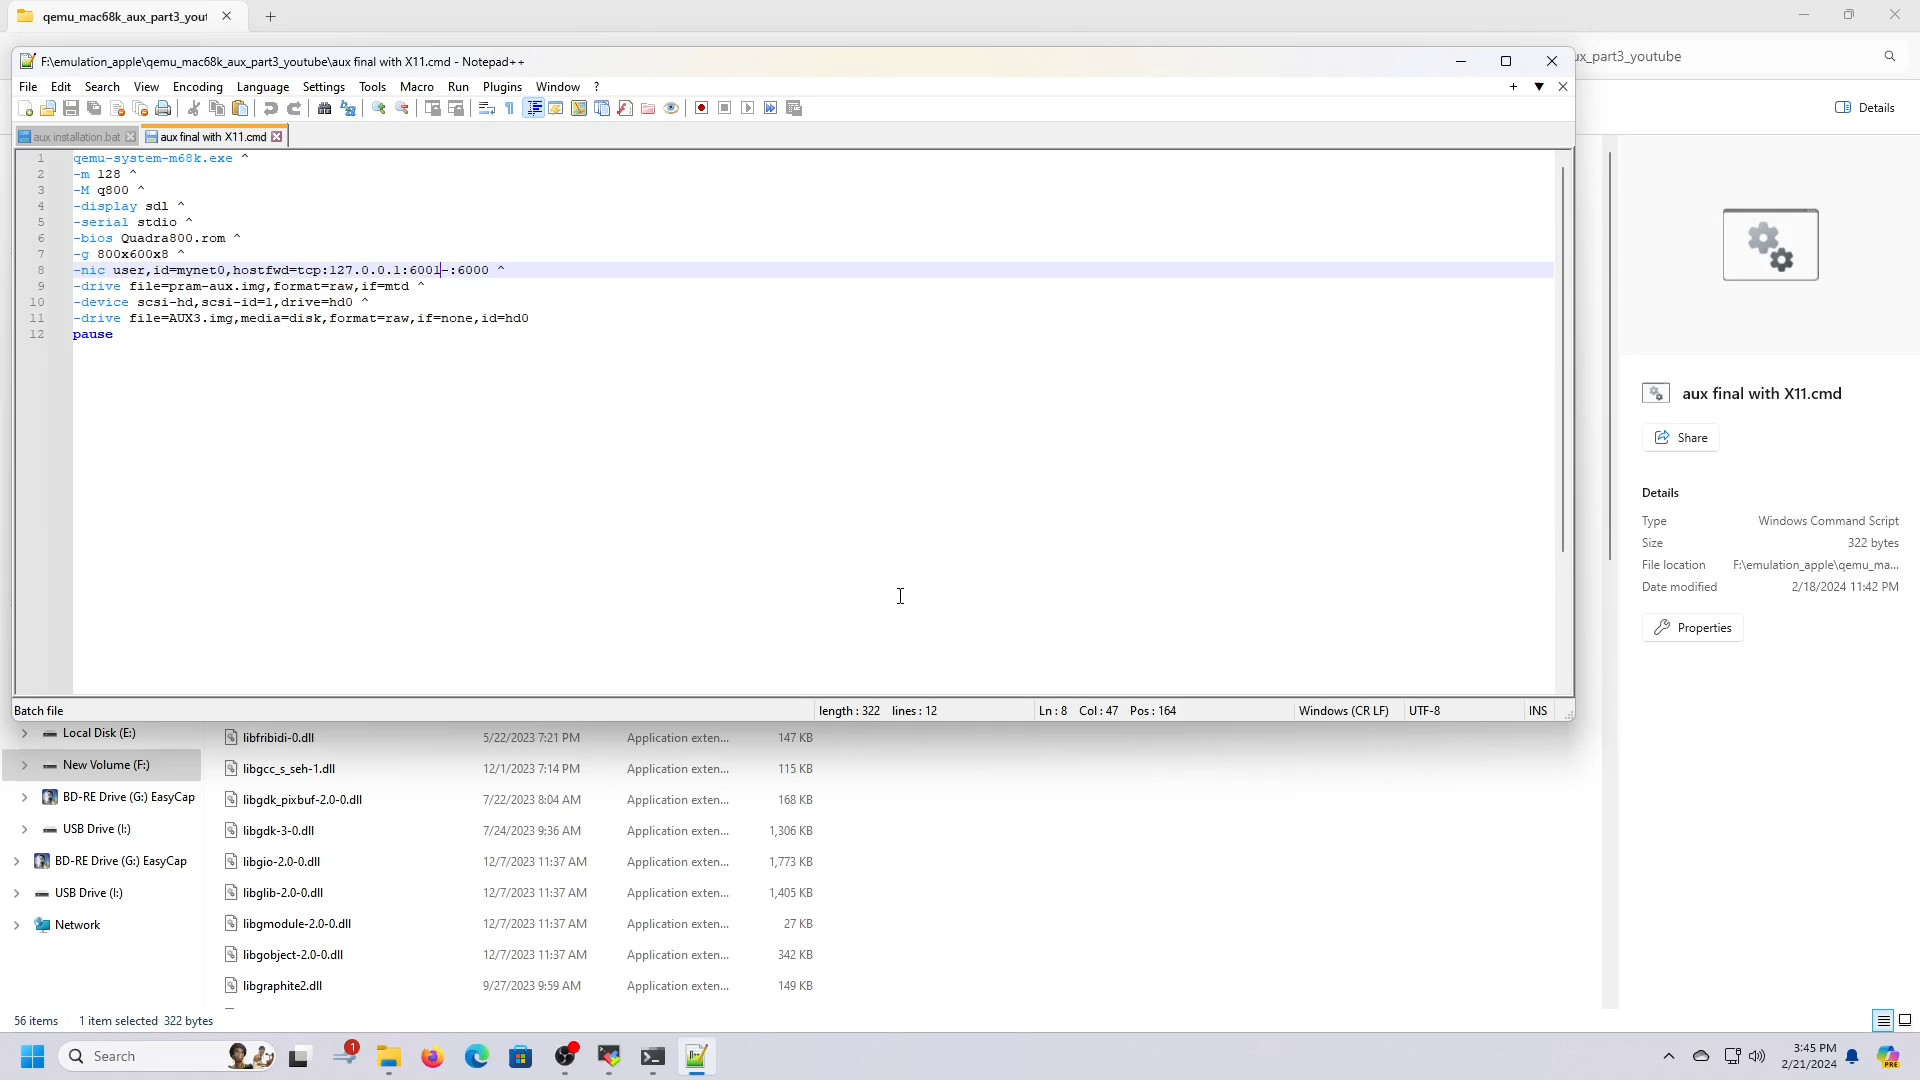 qemu_mac68k_aux_part3_yout
F:\emulation_apple\qemu_mac68k_aux_part3_youtube\aux final with X11.cmd - Notepad++
ux_part3_youtube
File Edit Search View Encoding Language Settings Tools Macro Run Plugins Window ?
Details
aux installation.bat
aux final with X11.cmd
1 qemu-system-m68k.exe ^
2 -m 128 ^
3 -M q800 ^
4 -display sdl ^
5 -serial stdio ^
6 -bios Quadra800.rom ^
7 -g 800x600x8 ^
8 -nic user,id=mynet0,hostfwd=tcp:127.0.0.1:6001-:6000 ^
9 -drive file=pram-aux.img,format=raw,if=mtd ^
10 -device scsi-hd,scsi-id=1,drive=hd0 ^
11 -drive file=AUX3.img,media=disk,format=raw,if=none,id=hd0
12 pause
aux final with X11.cmd
Share
Details
Type Windows Command Script
Size 322 bytes
File location F:\emulation_apple\qemu_ma...
Date modified 2/18/2024 11:42 PM
Properties
Batch file length : 322 lines : 12 Ln : 8 Col : 47 Pos : 164 Windows (CR LF) UTF-8 INS
Local Disk (E:)
New Volume (F:)
BD-RE Drive (G:) EasyCap
USB Drive (I:)
BD-RE Drive (G:) EasyCap
USB Drive (I:)
Network
libfribidi-0.dll 5/22/2023 7:21 PM Application exten... 147 KB
libgcc_s_seh-1.dll 12/1/2023 7:14 PM Application exten... 115 KB
libgdk_pixbuf-2.0-0.dll 7/22/2023 8:04 AM Application exten... 168 KB
libgdk-3-0.dll 7/24/2023 9:36 AM Application exten... 1,306 KB
libgio-2.0-0.dll 12/7/2023 11:37 AM Application exten... 1,773 KB
libglib-2.0-0.dll 12/7/2023 11:37 AM Application exten... 1,405 KB
libgmodule-2.0-0.dll 12/7/2023 11:37 AM Application exten... 27 KB
libgobject-2.0-0.dll 12/7/2023 11:37 AM Application exten... 342 KB
libgraphite2.dll 9/27/2023 9:59 AM Application exten... 149 KB
56 items 1 item selected 322 bytes
Search
1
3:45 PM
2/21/2024
PRE